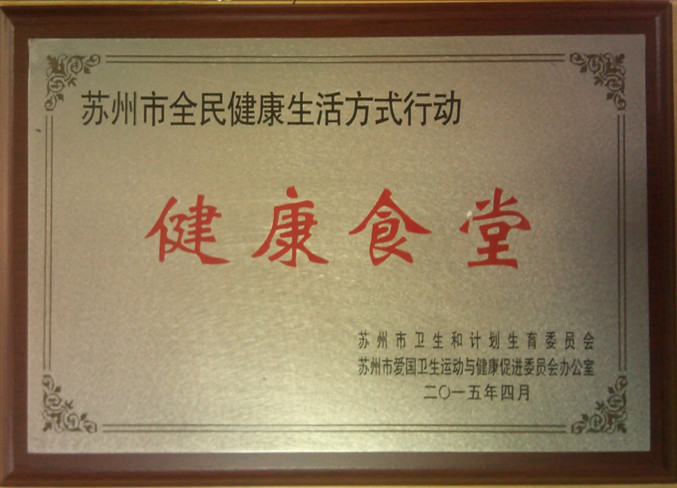 苏州市全民健康生活方式行动
健康食堂
苏州市卫生和计划生育委员会
苏州市爱国卫生运动与健康促进委员会办公室
二〇一五年四月